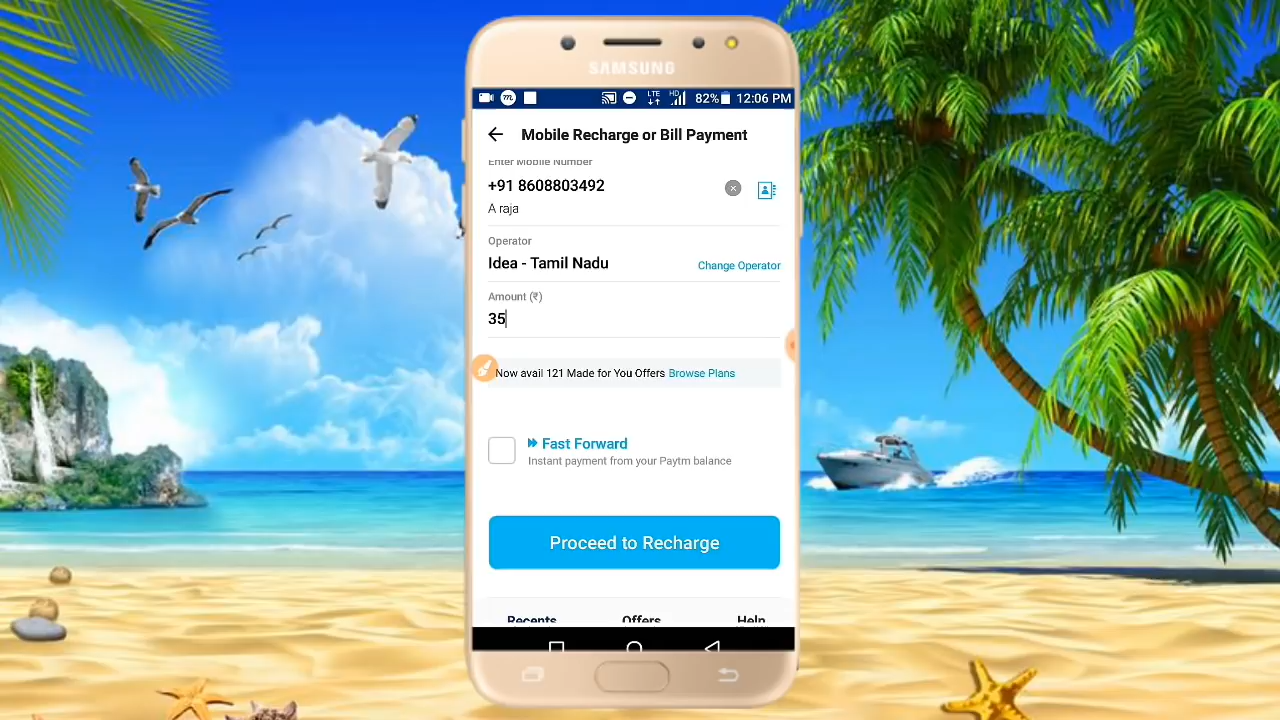 SAMSUNG
LTE HD 82% 12:06 PM
Mobile Recharge or Bill Payment
Enter Mobile Number
+91 8608803492
A raja
Operator
Idea - Tamil Nadu
Change Operator
Amount (₹)
35
Now avail 121 Made for You Offers Browse Plans
Fast Forward
Instant payment from your Paytm balance
Proceed to Recharge
Recents Offers Help